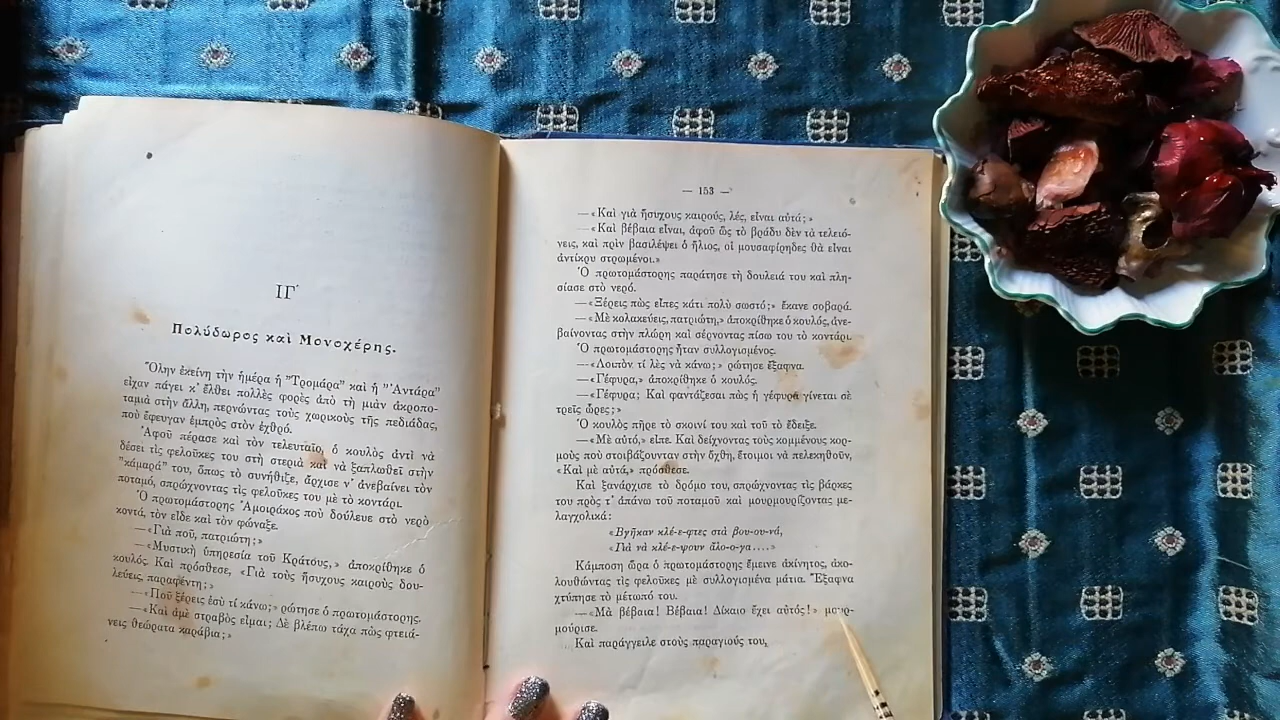 ΙΓ'
Πολύδωρος καὶ Μονοχέρης.
Ὅλην ἐκείνη τὴν ἡμέρα ἡ "Τρομάρα" καὶ ἡ "Ἀντάρα"
εἶχαν πάγει κ' ἔλθει πολλὲς φορὲς ἀπὸ τὴ μιὰν ἀκροπο-
ταμιὰ στὴν ἄλλη, περνώντας τοὺς χωρικοὺς τῆς πεδιάδας,
ποὺ ἔφευγαν ἐμπρὸς στὸν ἐχθρό.
Ἀφοῦ πέρασε καὶ τὸν τελευταῖο ὁ κουλὸς ἀντὶ νὰ
δέσει τὶς φελοῦκες του στὴ στεριὰ καὶ νὰ ξαπλωθεῖ στὴν
"κάμαρά" του, ὅπως τὸ συνήθιζε, ἄρχισε ν' ἀνεβαίνει τὸν
ποταμό, σπρώχνοντας τὶς φελοῦκες του μὲ τὸ κοντάρι.
Ὁ πρωτομάστορης Ἀμοιράκος ποὺ δούλευε στὸ νερὸ
κοντά, τὸν εἶδε καὶ τὸν φώναξε.
—«Γιὰ ποῦ, πατριώτη;»
—«Μυστικὴ ὑπηρεσία τοῦ Κράτους,» ἀποκρίθηκε ὁ
κουλός. Καὶ πρόσθεσε, «Γιὰ τοὺς ἥσυχους καιροὺς δου-
λεύεις, παραφέντη;»
—«Ποῦ ξέρεις ἐσὺ τί κάνω;» ρώτησε ὁ πρωτομάστορης.
—«Καὶ ἀμὲ στραβὸς εἶμαι; Δὲ βλέπω τάχα πὼς φτειά-
νεις θεώρατα καράβια;»
— 153 —
—«Καὶ γιὰ ἥσυχους καιρούς, λές, εἶναι αὐτά;»
—«Καὶ βέβαια εἶναι, ἀφοῦ ὣς τὸ βράδυ δὲν τὰ τελειό-
νεις, καὶ πρὶν βασιλέψει ὁ ἥλιος, οἱ μουσαφίρηδες θὰ εἶναι
ἀντίκρυ στρωμένοι.»
Ὁ πρωτομάστορης παράτησε τὴ δουλειά του καὶ πλη-
σίασε στὸ νερό.
—«Ξέρεις πὼς εἶπες κάτι πολὺ σωστό;» ἔκανε σοβαρά.
—«Μὲ κολακεύεις, πατριώτη,» ἀποκρίθηκε ὁ κουλός, ἀνε-
βαίνοντας στὴν πλώρη καὶ σέρνοντας πίσω του τὸ κοντάρι.
Ὁ πρωτομάστορης ἦταν συλλογισμένος.
—«Λοιπὸν τί λὲς νὰ κάνω;» ρώτησε ἔξαφνα.
—«Γέφυρα,» ἀποκρίθηκε ὁ κουλός.
—«Γέφυρα; Καὶ φαντάζεσαι πὼς ἡ γέφυρα γίνεται σὲ
τρεῖς ὧρες;»
Ὁ κουλὸς πῆρε τὸ σκοινί του καὶ τοῦ τὸ ἔδειξε.
—«Μὲ αὐτό,» εἶπε. Καὶ δείχνοντας τοὺς κομμένους κορ-
μοὺς ποὺ στοιβάζουνταν στὴν ὄχθη, ἕτοιμοι νὰ πελεκηθοῦν,
«Καὶ μὲ αὐτά,» πρόσθεσε.
Καὶ ξανάρχισε τὸ δρόμο του, σπρώχνοντας τὶς βάρκες
του πρὸς τ' ἀπάνω τοῦ ποταμοῦ καὶ μουρμουρίζοντας με-
λαγχολικά:
«Βγῆκαν κλέ-ε-φτες στὰ βου-ου-νά,
«Γιὰ νὰ κλέ-ε-ψουν ἄλο-ο-γα....»
Κάμποση ὥρα ὁ πρωτομάστορης ἔμεινε ἀκίνητος, ἀκο-
λουθώντας τὶς φελοῦκες μὲ συλλογισμένα μάτια. Ἔξαφνα
χτύπησε τὸ μέτωπό του.
—«Μὰ βέβαια! Βέβαια! Δίκαιο ἔχει αὐτός!» μουρ-
μούρισε.
Καὶ παράγγειλε στοὺς παραγιούς του,